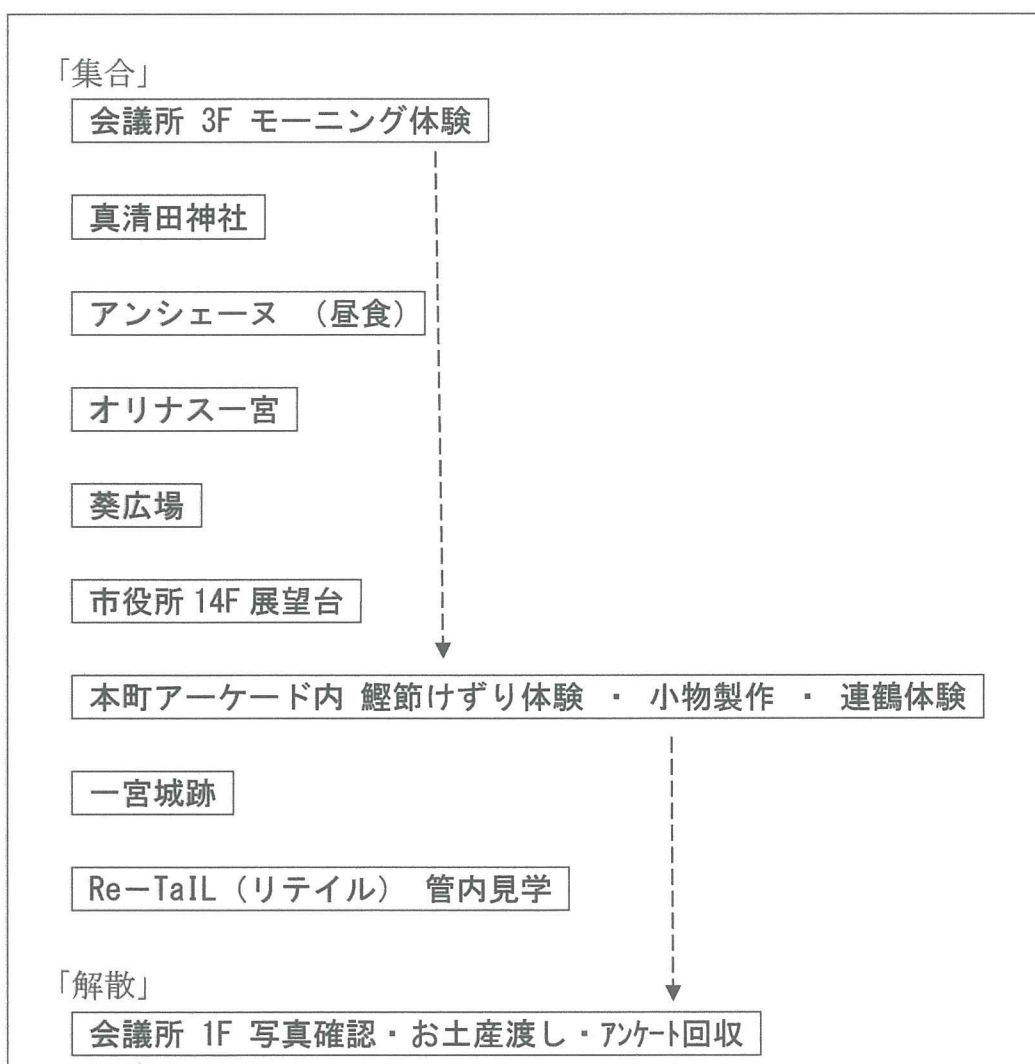 「集合」
会議所 3F モーニング体験
真清田神社
アンシェーヌ （昼食）
オリナス一宮
葵広場
市役所 14F 展望台
本町アーケード内 鰹節けずり体験 ・ 小物製作 ・ 連鶴体験
一宮城跡
Re－TaIL（リテイル） 管内見学
「解散」
会議所 1F 写真確認・お土産渡し・ｱﾝｹｰﾄ回収